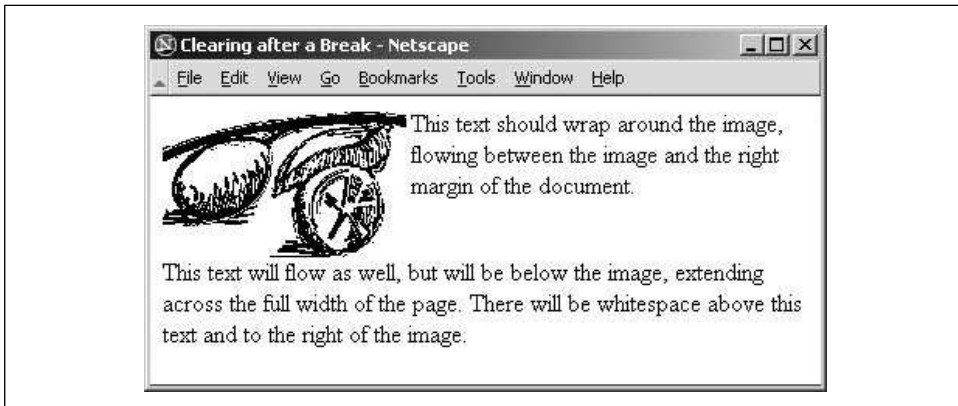 Clearing after a Break - Netscape
File Edit View Go Bookmarks Tools Window Help
This text should wrap around the image,
flowing between the image and the right
margin of the document.
This text will flow as well, but will be below the image, extending
across the full width of the page. There will be whitespace above this
text and to the right of the image.